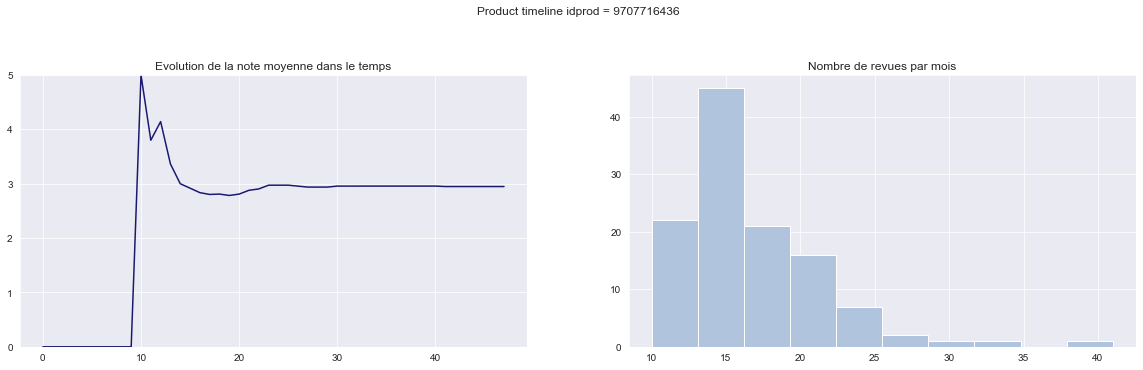 Product timeline idprod = 9707716436
Evolution de la note moyenne dans le temps
5
4
3
2
1
0
0 10 20 30 40
Nombre de revues par mois
40
30
20
10
0
10 15 20 25 30 35 40